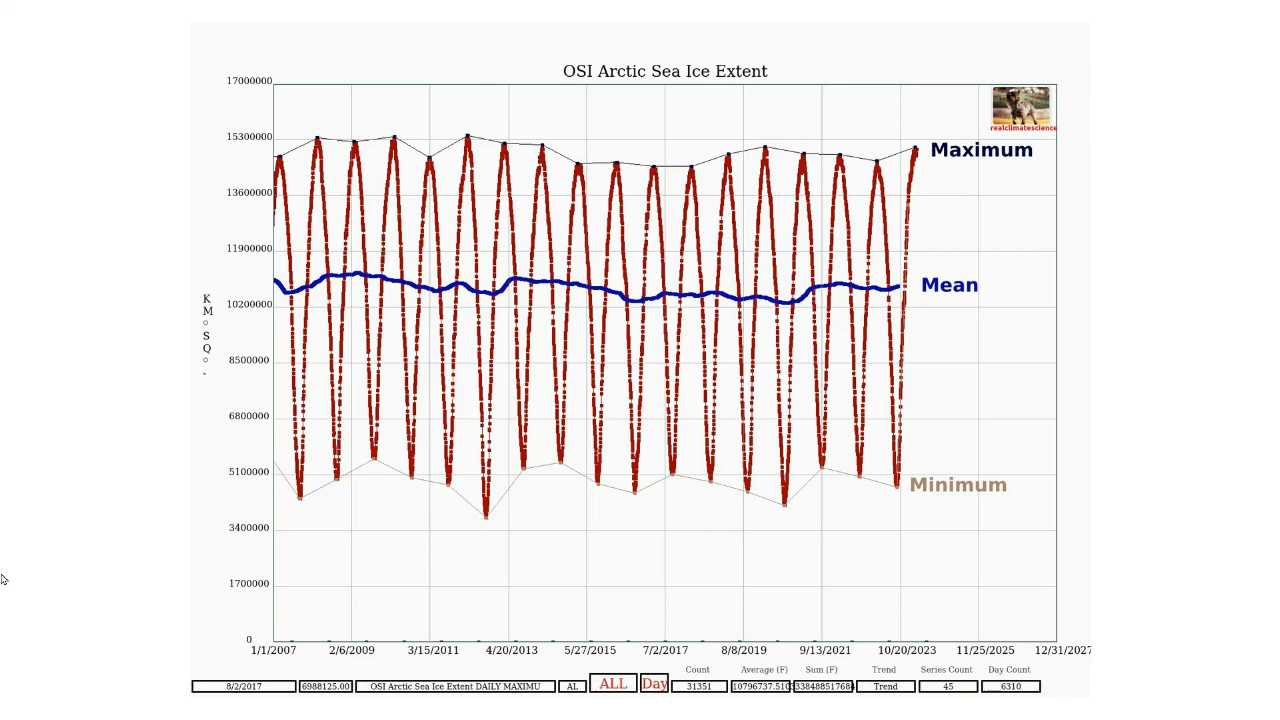 OSI Arctic Sea Ice Extent
17000000
realclimatescience
15300000
Maximum
13600000
11900000
Mean
10200000
KM○SQ○-
8500000
6800000
5100000
Minimum
3400000
1700000
0
1/1/2007 2/6/2009 3/15/2011 4/20/2013 5/27/2015 7/2/2017 8/8/2019 9/13/2021 10/20/2023 11/25/2025 12/31/2027
Count Average (F) Sum (F) Trend Series Count Day Count
8/2/2017 6988125.00 OSI Arctic Sea Ice Extent DAILY MAXIMU AL ALL Day 31351 Trend 45 6310